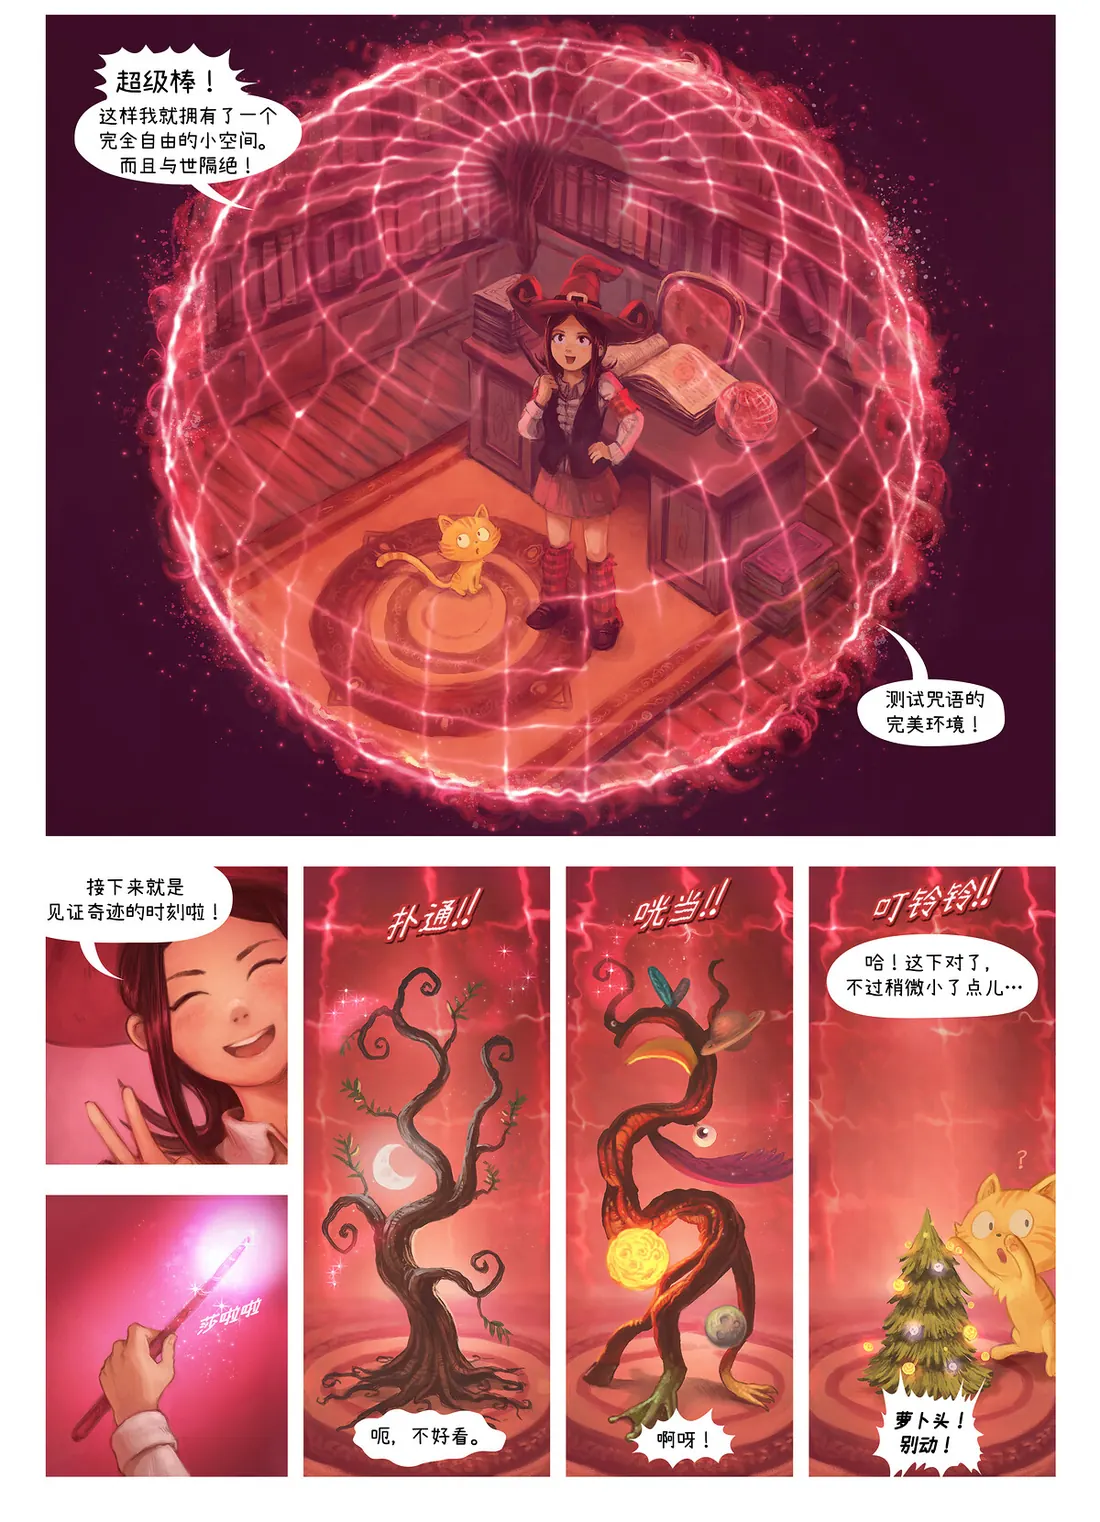 超级棒！
这样我就拥有了一个
完全自由的小空间。
而且与世隔绝！
测试咒语的
完美环境！
接下来就是
见证奇迹的时刻啦！
莎啦啦
扑通!!
呃，不好看。
咣当!!
啊呀！
叮铃铃!!
哈！这下对了，
不过稍微小了点儿…
?
萝卜头！
别动！